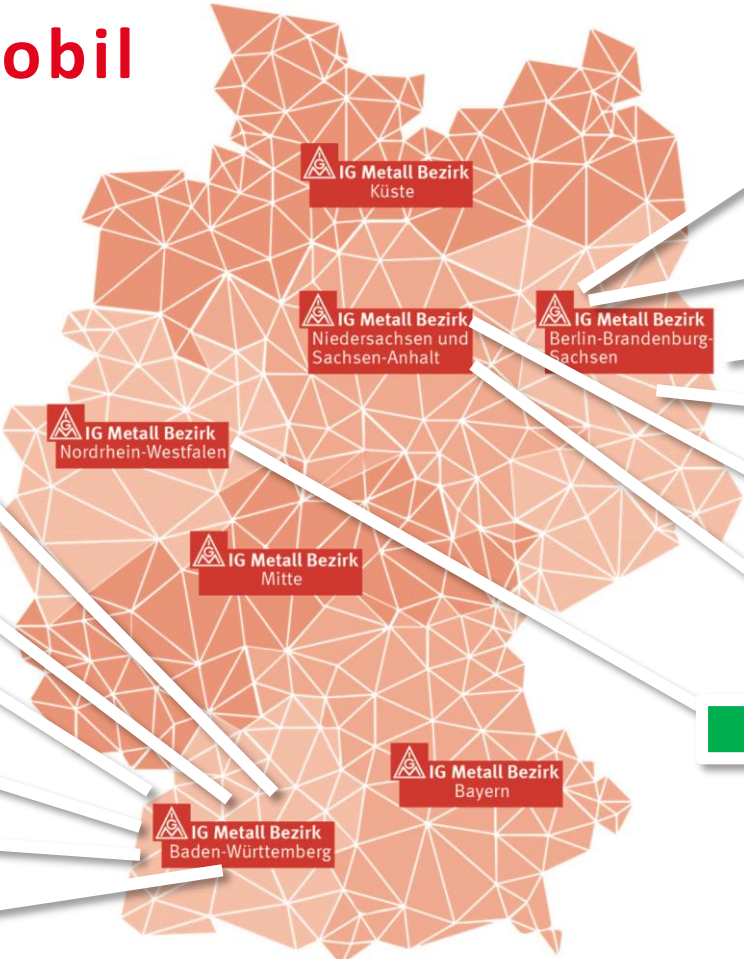 obil
IG Metall Bezirk
Küste
IG Metall Bezirk
Niedersachsen und
Sachsen-Anhalt
IG Metall Bezirk
Berlin-Brandenburg-
Sachsen
IG Metall Bezirk
Nordrhein-Westfalen
IG Metall Bezirk
Mitte
IG Metall Bezirk
Bayern
IG Metall Bezirk
Baden-Württemberg